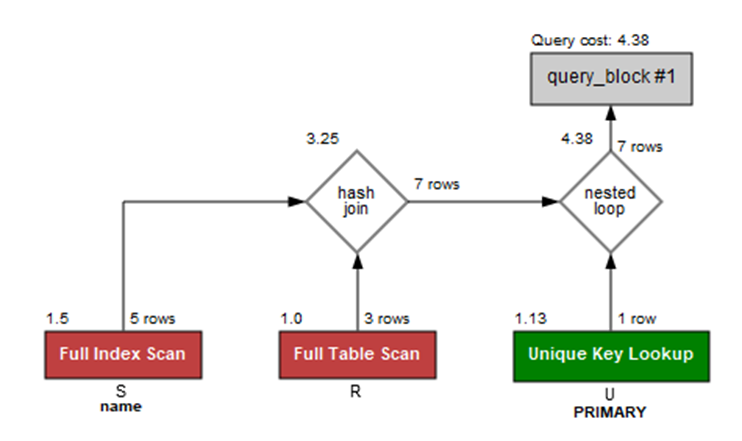 Query cost: 4.38
query_block #1
3.25
4.38
7 rows
hash
join
7 rows
nested
loop
1.5
5 rows
1.0
3 rows
1.13
1 row
Full Index Scan
Full Table Scan
Unique Key Lookup
S
R
U
name
PRIMARY